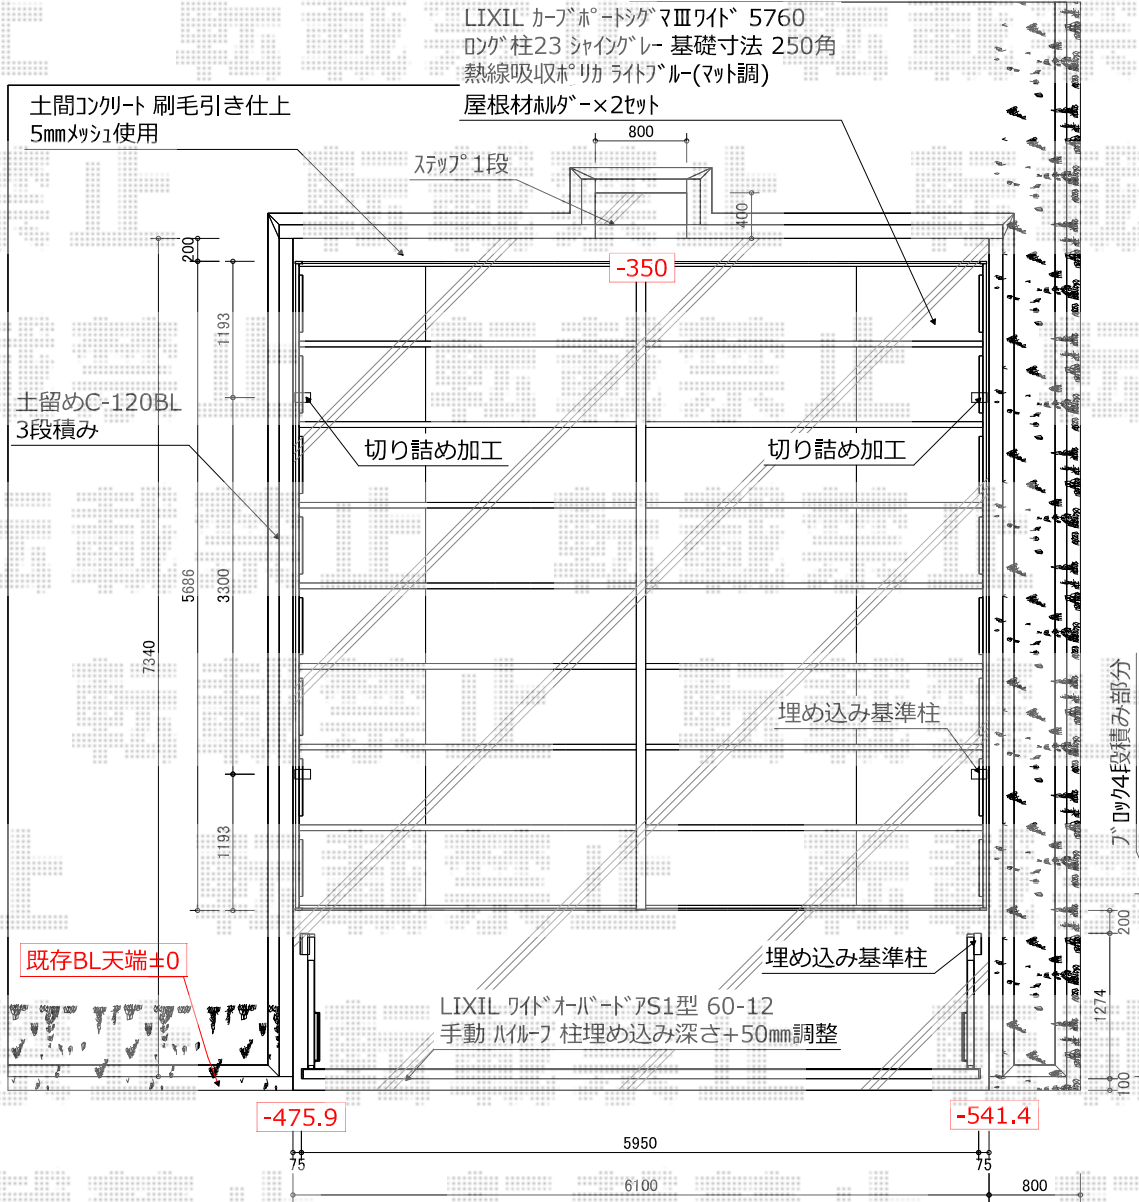 LIXIL ｶｰﾌﾞﾎﾟｰﾄｼｸﾞﾏⅢﾜｲﾄﾞ 5760
ﾛﾝｸﾞ柱23 ｼｬｲﾝｸﾞﾚｰ 基礎寸法 250角
熱線吸収ﾎﾟﾘｶ ﾗｲﾄﾌﾞﾙｰ(ﾏｯﾄ調)
屋根材ﾎﾙﾀﾞｰ×2ｾｯﾄ
土間ｺﾝｸﾘｰﾄ 刷毛引き仕上
5mmﾒｯｼｭ使用
800
ｽﾃｯﾌﾟ1段
400
200
-350
1193
土留めC-120BL
3段積み
切り詰め加工
切り詰め加工
5686
3300
7340
埋め込み基準柱
ﾌﾞﾛｯｸ4段積み部分
1193
200
既存BL天端±0
埋め込み基準柱
LIXIL ﾜｲﾄﾞｵｰﾊﾞｰﾄﾞｱS1型 60-12
手動 ﾊｲﾙｰﾌ 柱埋め込み深さ+50mm調整
1274
100
-475.9
-541.4
5950
75
75
6100
800